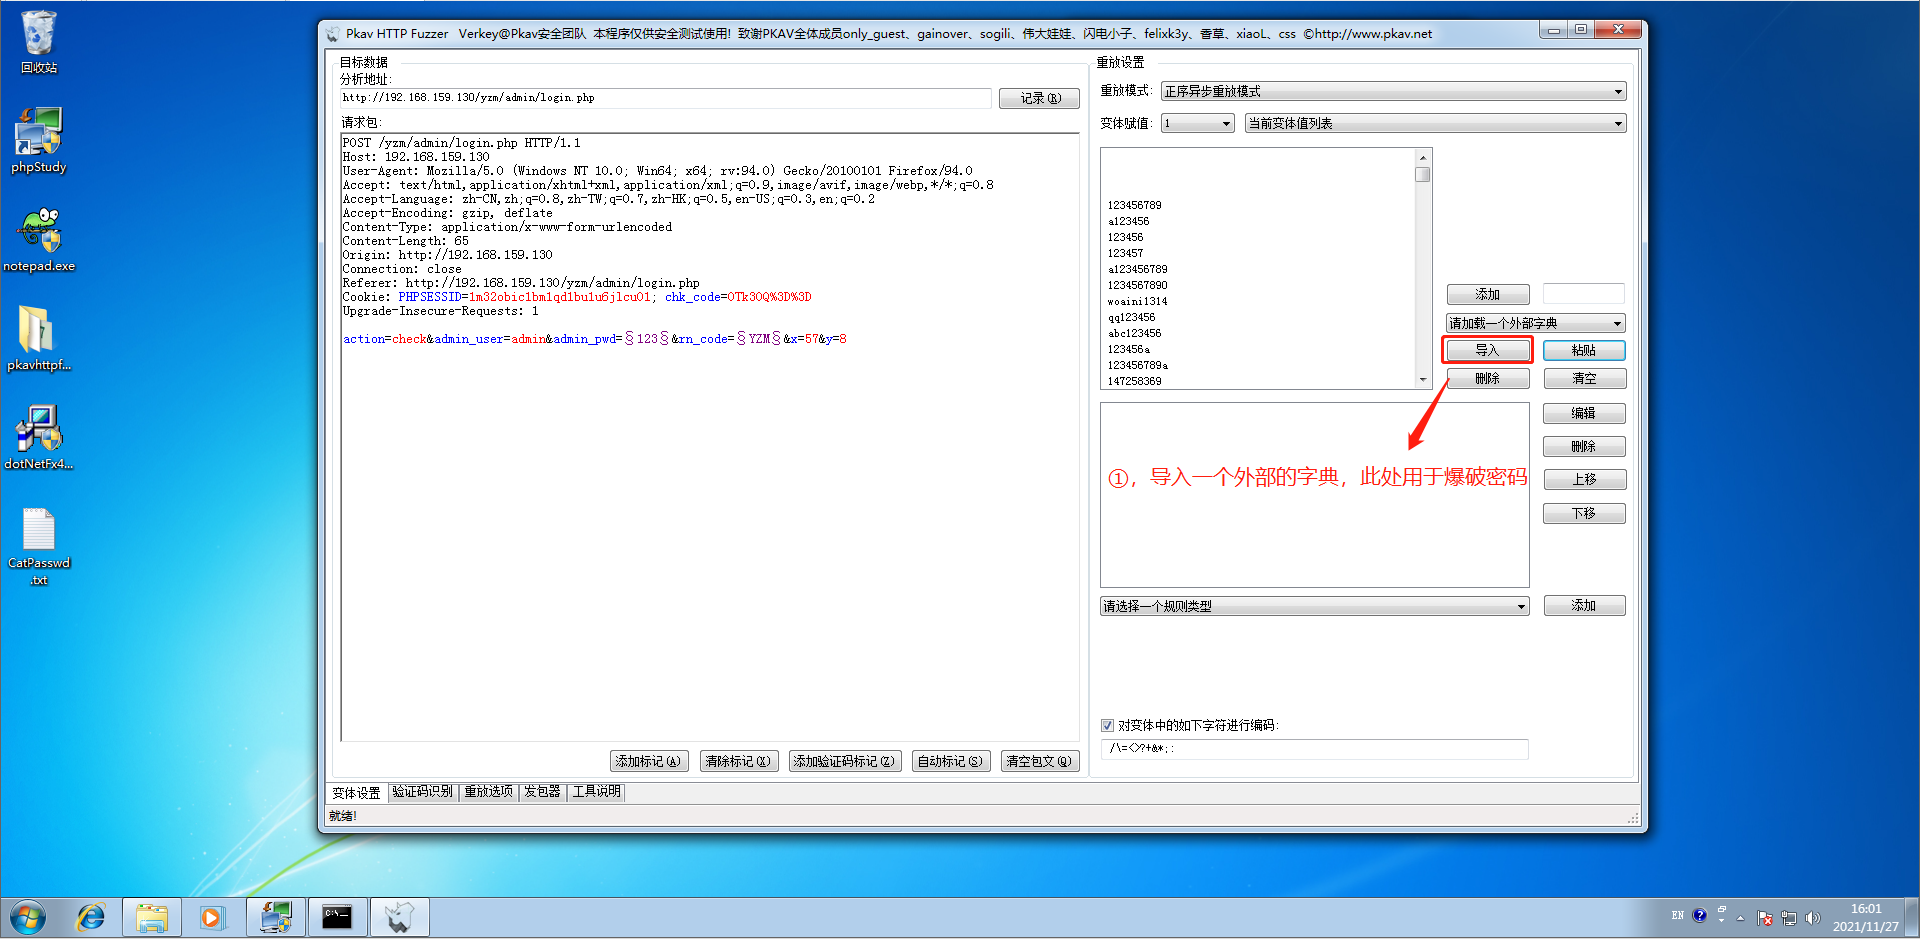 回收站
phpStudy
notepad.exe
pkavhttpf...
dotNetFx4...
CatPasswd
.txt
Pkav HTTP Fuzzer   Verkey@Pkav安全团队  本程序仅供安全测试使用!  致谢PKAV全体成员only_guest、gainover、sogili、伟大娃娃、闪电小子、felixk3y、香草、xiaoL、css  ©http://www.pkav.net
目标数据
分析地址:
http://192.168.159.130/yzm/admin/login.php
记录(R)
请求包:
POST /yzm/admin/login.php HTTP/1.1
Host: 192.168.159.130
User-Agent: Mozilla/5.0 (Windows NT 10.0; Win64; x64; rv:94.0) Gecko/20100101 Firefox/94.0
Accept: text/html,application/xhtml+xml,application/xml;q=0.9,image/avif,image/webp,*/*;q=0.8
Accept-Language: zh-CN,zh;q=0.8,zh-TW;q=0.7,zh-HK;q=0.5,en-US;q=0.3,en;q=0.2
Accept-Encoding: gzip, deflate
Content-Type: application/x-www-form-urlencoded
Content-Length: 65
Origin: http://192.168.159.130
Connection: close
Referer: http://192.168.159.130/yzm/admin/login.php
Cookie: PHPSESSID=1m32obic1bm1qd1bu1u6jlcu01; chk_code=OTk3OQ%3D%3D
Upgrade-Insecure-Requests: 1
action=check&admin_user=admin&admin_pwd=§123§&rn_code=§YZM§&x=57&y=8
添加标记(A)
清除标记(X)
添加验证码标记(Z)
自动标记(S)
清空包文(Q)
重放设置
重放模式:
正序异步重放模式
变体赋值:
1
当前变体值列表
123456789
a123456
123456
123457
a123456789
1234567890
woaini1314
qq123456
abc123456
123456a
123456789a
147258369
添加
请加载一个外部字典
导入
粘贴
删除
清空
编辑
删除
上移
下移
①，导入一个外部的字典，此处用于爆破密码
请选择一个规则类型
添加
对变体中的如下字符进行编码:
/\=<>?+&*;:
变体设置
验证码识别
重放选项
发包器
工具说明
就绪!
C:\_
EN
16:01
2021/11/27